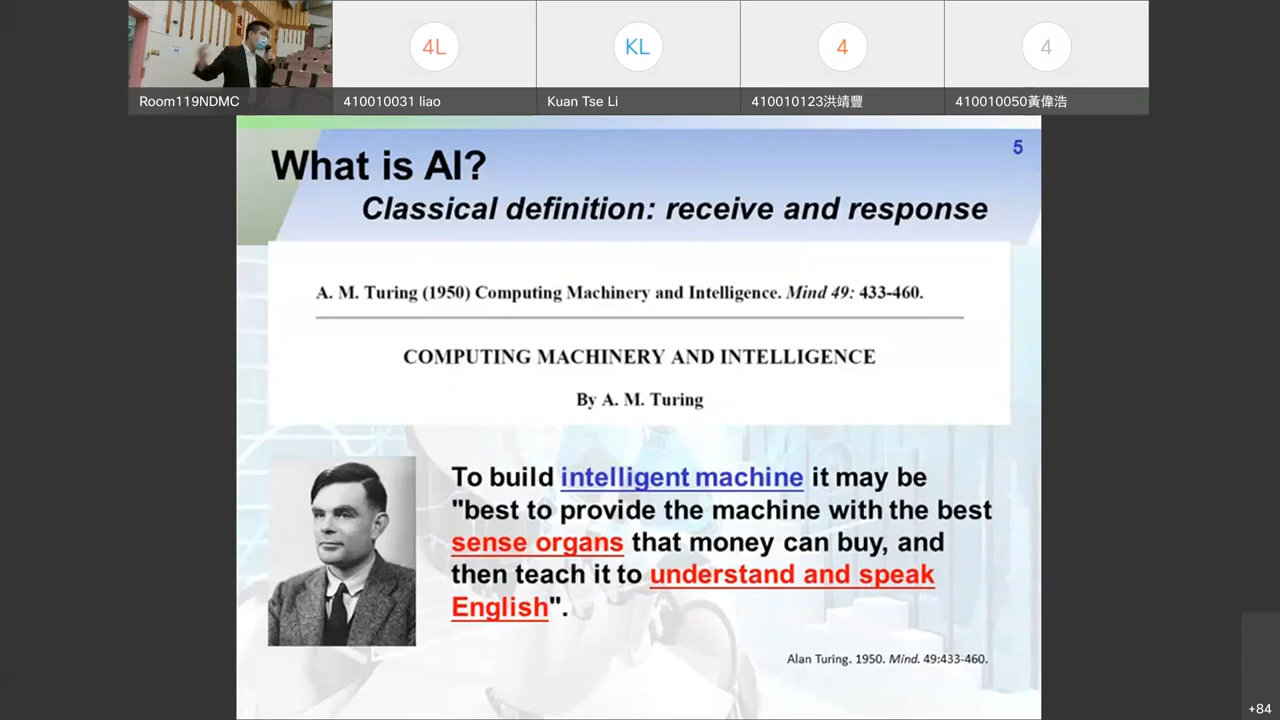 4L
KL
4
4
Room119NDMC
410010031 liao
Kuan Tse Li
410010123洪靖豐
410010050黃偉浩
5
What is AI?
Classical definition: receive and response
A. M. Turing (1950) Computing Machinery and Intelligence. Mind 49: 433-460.
COMPUTING MACHINERY AND INTELLIGENCE
By A. M. Turing
To build intelligent machine it may be
"best to provide the machine with the best
sense organs that money can buy, and
then teach it to understand and speak
English".
Alan Turing. 1950. Mind. 49:433-460.
+84